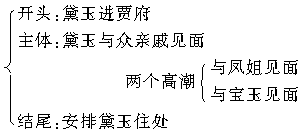 开头:黛玉进贾府
主体:黛玉与众亲戚见面
两个高潮
与凤姐见面
与宝玉见面
结尾:安排黛玉住处